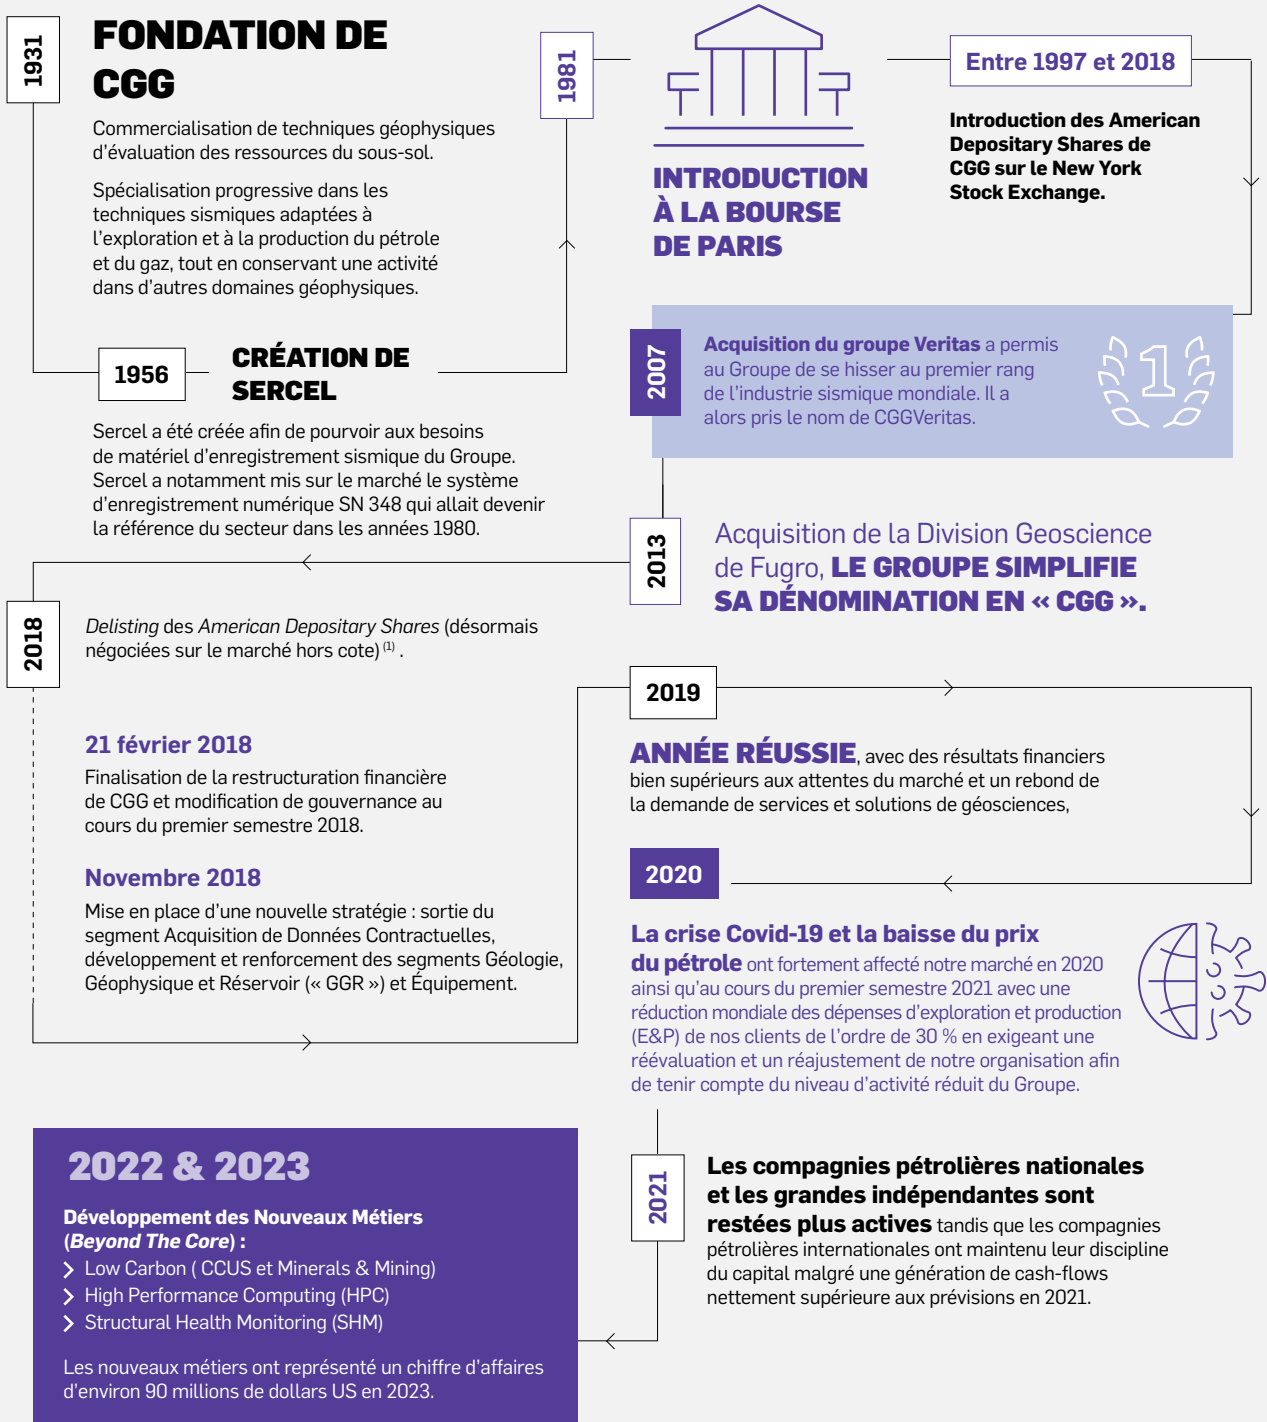 1931
FONDATION DE
CGG
Commercialisation de techniques géophysiques
d'évaluation des ressources du sous-sol.
Spécialisation progressive dans les
techniques sismiques adaptées à
l'exploration et à la production du pétrole
et du gaz, tout en conservant une activité
dans d'autres domaines géophysiques.
1956
CRÉATION DE
SERCEL
Sercel a été créée afin de pourvoir aux besoins
de matériel d'enregistrement sismique du Groupe.
Sercel a notamment mis sur le marché le système
d'enregistrement numérique SN 348 qui allait devenir
la référence du secteur dans les années 1980.
1981
INTRODUCTION
À LA BOURSE
DE PARIS
Entre 1997 et 2018
Introduction des American
Depositary Shares de
CGG sur le New York
Stock Exchange.
2007
Acquisition du groupe Veritas a permis
au Groupe de se hisser au premier rang
de l'industrie sismique mondiale. Il a
alors pris le nom de CGGVeritas.
1
2013
Acquisition de la Division Geoscience
de Fugro, LE GROUPE SIMPLIFIE
SA DÉNOMINATION EN « CGG ».
2018
Delisting des American Depositary Shares (désormais
négociées sur le marché hors cote) (1) .
21 février 2018
Finalisation de la restructuration financière
de CGG et modification de gouvernance au
cours du premier semestre 2018.
Novembre 2018
Mise en place d'une nouvelle stratégie : sortie du
segment Acquisition de Données Contractuelles,
développement et renforcement des segments Géologie,
Géophysique et Réservoir (« GGR ») et Équipement.
2019
ANNÉE RÉUSSIE, avec des résultats financiers
bien supérieurs aux attentes du marché et un rebond de
la demande de services et solutions de géosciences,
2020
La crise Covid-19 et la baisse du prix
du pétrole ont fortement affecté notre marché en 2020
ainsi qu'au cours du premier semestre 2021 avec une
réduction mondiale des dépenses d'exploration et production
(E&P) de nos clients de l'ordre de 30 % en exigeant une
réévaluation et un réajustement de notre organisation afin
de tenir compte du niveau d'activité réduit du Groupe.
2021
Les compagnies pétrolières nationales
et les grandes indépendantes sont
restées plus actives tandis que les compagnies
pétrolières internationales ont maintenu leur discipline
du capital malgré une génération de cash-flows
nettement supérieure aux prévisions en 2021.
2022 & 2023
Développement des Nouveaux Métiers
(Beyond The Core) :
Low Carbon ( CCUS et Minerals & Mining)
High Performance Computing (HPC)
Structural Health Monitoring (SHM)
Les nouveaux métiers ont représenté un chiffre d'affaires
d'environ 90 millions de dollars US en 2023.